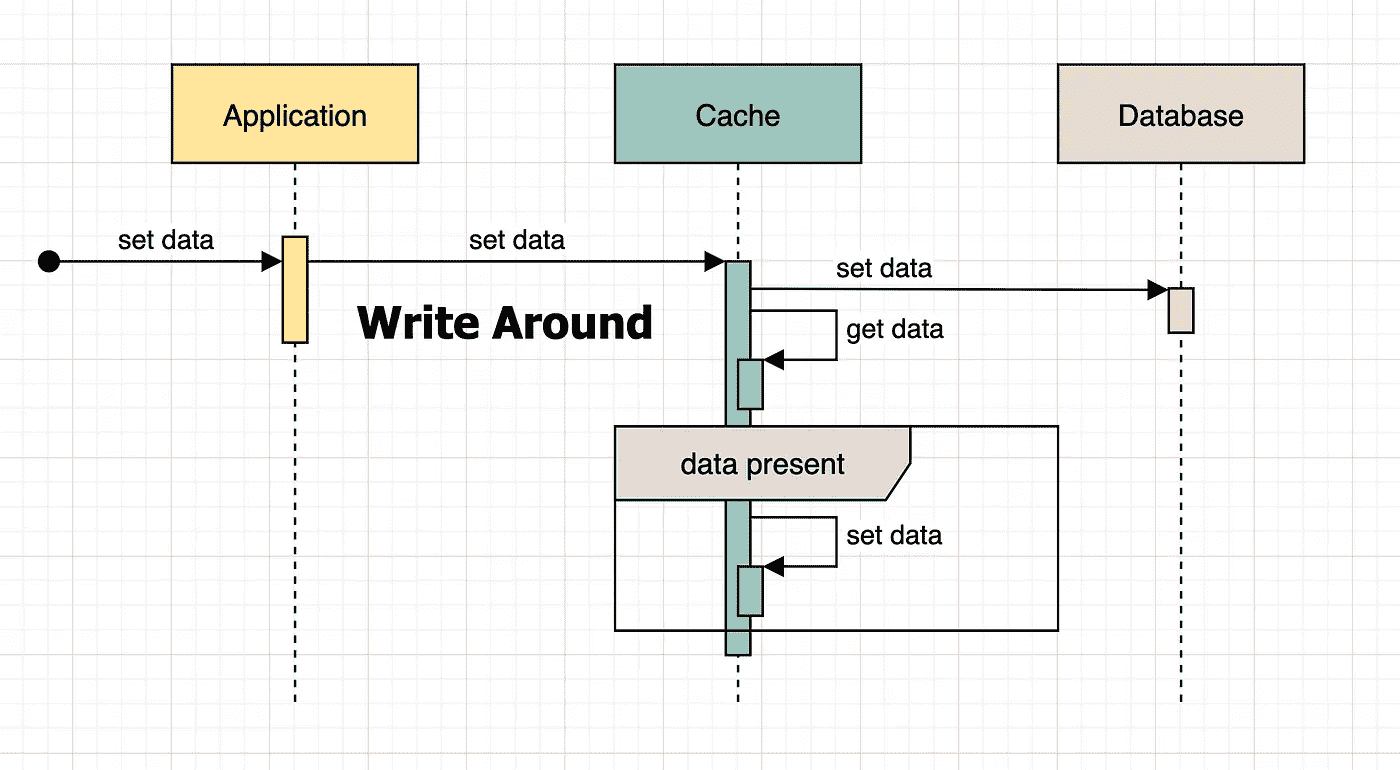 Application
Cache
Database
set data
set data
set data
Write Around
get data
data present
set data